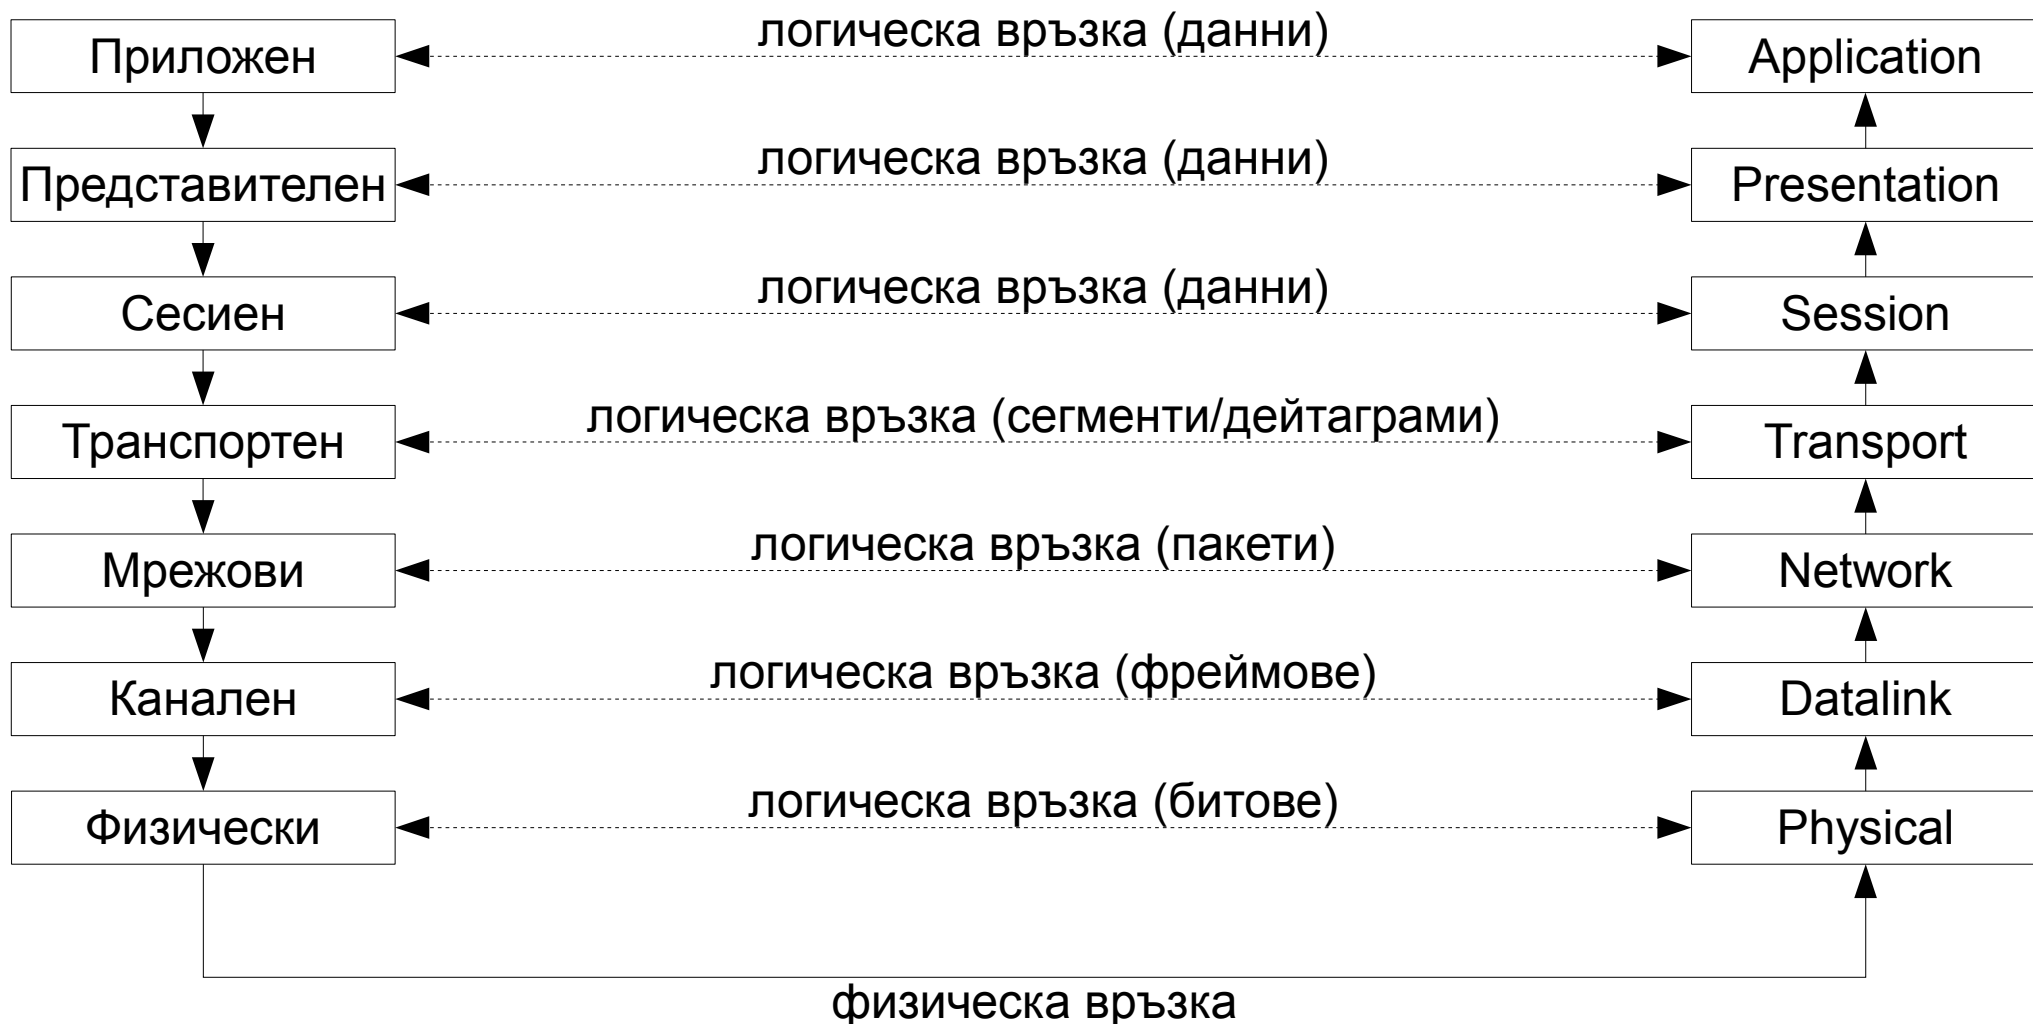 Приложен
логическа връзка (данни)
Application
Представителен
логическа връзка (данни)
Presentation
Сесиен
логическа връзка (данни)
Session
Транспортен
логическа връзка (сегменти/дейтаграми)
Transport
Мрежови
логическа връзка (пакети)
Network
Канален
логическа връзка (фреймове)
Datalink
Физически
логическа връзка (битове)
Physical
физическа връзка